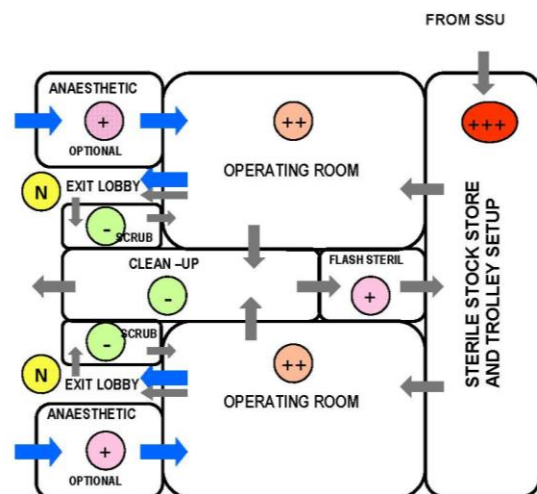 FROM SSU
ANAESTHETIC
+
OPTIONAL
++
OPERATING ROOM
+++
N
EXIT LOBBY
-
SCRUB
CLEAN –UP
-
FLASH STERIL
+
STERILE STOCK STORE
AND TROLLEY SETUP
-
SCRUB
N
EXIT LOBBY
++
OPERATING ROOM
ANAESTHETIC
+
OPTIONAL